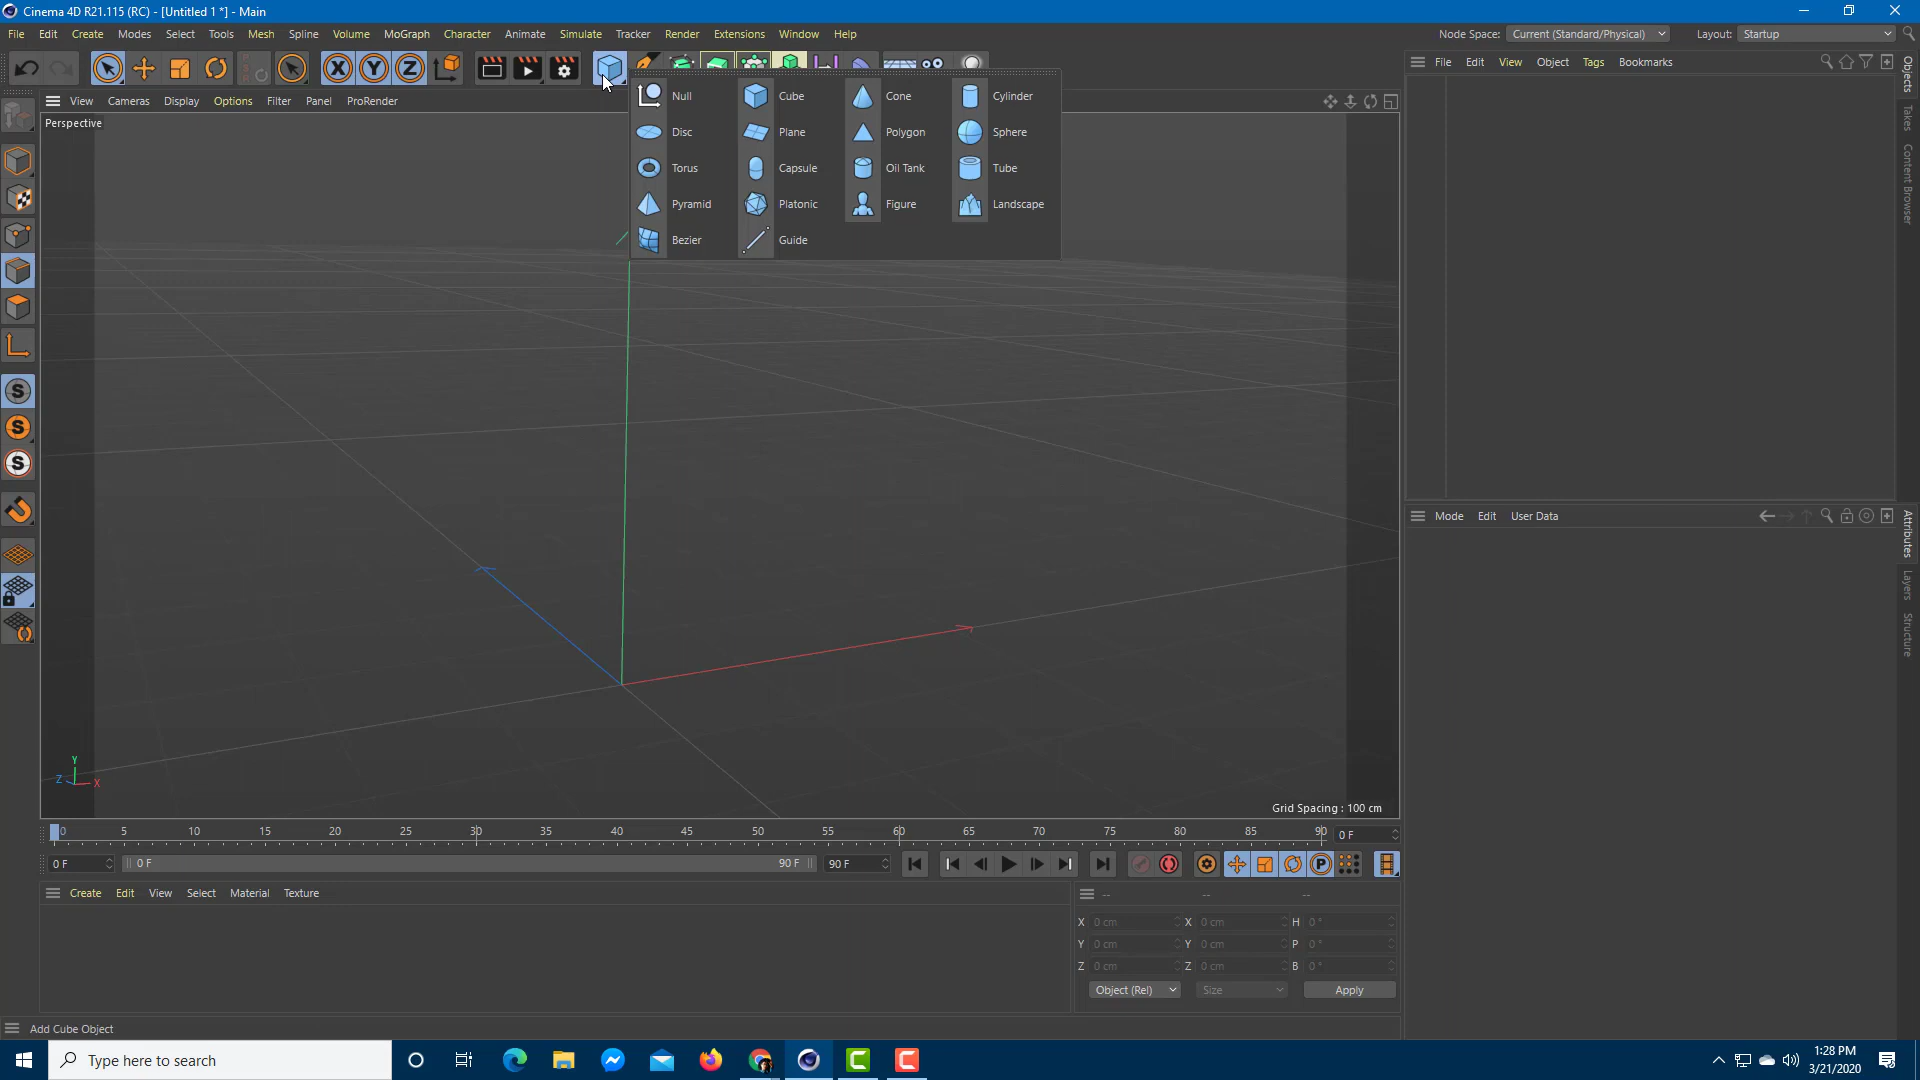 Cinema 4D R21.115 (RC) - [Untitled 1 *] - Main
File Edit Create Modes Select Tools Mesh Spline Volume MoGraph Character Animate Simulate Tracker Render Extensions Window Help
Node Space: Current (Standard/Physical) Layout: Startup
X Y Z
File Edit View Object Tags Bookmarks
View Cameras Display Options Filter Panel ProRender
Perspective
Null Cube Cone Cylinder
Disc Plane Polygon Sphere
Torus Capsule Oil Tank Tube
Pyramid Platonic Figure Landscape
Bezier Guide
Objects
Takes
Content Browser
S
S
S
Mode Edit User Data
Attributes
Layers
Structure
Y
Z X
Grid Spacing : 100 cm
0 5 10 15 20 25 30 35 40 45 50 55 60 65 70 75 80 85 90 0 F
0 F 0 F 90 F 90 F P
Create Edit View Select Material Texture
-- -- --
X 0 cm X 0 cm H 0 °
Y 0 cm Y 0 cm P 0 °
Z 0 cm Z 0 cm B 0 °
Object (Rel) Size Apply
Add Cube Object
Type here to search
1:28 PM
3/21/2020